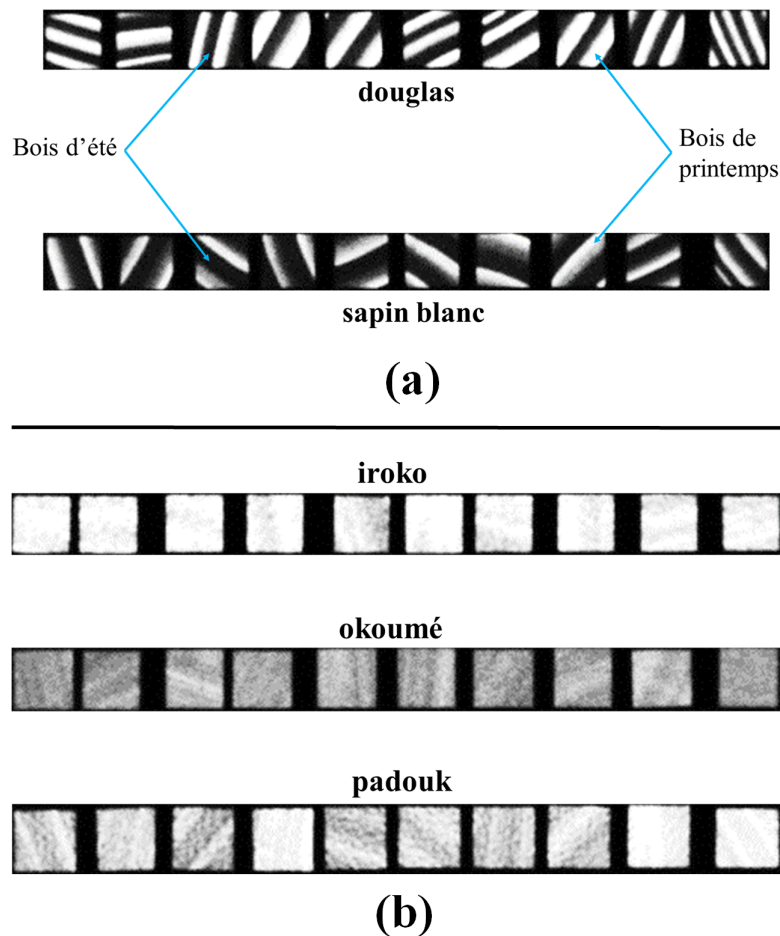 douglas
Bois d’été
Bois de
printemps
sapin blanc
(a)
iroko
okoumé
padouk
(b)